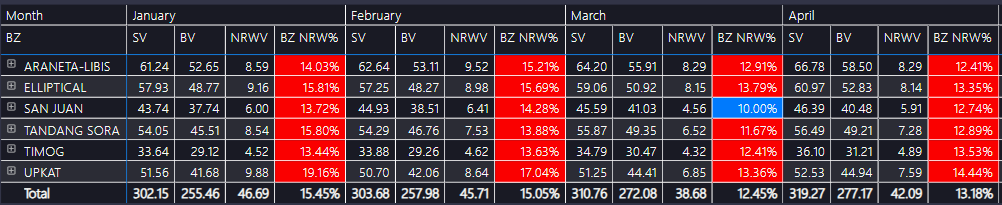 Month January February March April
BZ SV BV NRWV BZ NRW% SV BV NRWV BZ NRW% SV BV NRWV BZ NRW% SV BV NRWV BZ NRW%
ARANETA-LIBIS 61.24 52.65 8.59 14.03% 62.64 53.11 9.52 15.21% 64.20 55.91 8.29 12.91% 66.78 58.50 8.29 12.41%
ELLIPTICAL 57.93 48.77 9.16 15.81% 57.25 48.27 8.98 15.69% 59.06 50.92 8.15 13.79% 60.97 52.83 8.14 13.35%
SAN JUAN 43.74 37.74 6.00 13.72% 44.93 38.51 6.41 14.28% 45.59 41.03 4.56 10.00% 46.39 40.48 5.91 12.74%
TANDANG SORA 54.05 45.51 8.54 15.80% 54.29 46.76 7.53 13.88% 55.87 49.35 6.52 11.67% 56.49 49.21 7.28 12.89%
TIMOG 33.64 29.12 4.52 13.44% 33.88 29.26 4.62 13.63% 34.79 30.47 4.32 12.41% 36.10 31.21 4.89 13.53%
UPKAT 51.56 41.68 9.88 19.16% 50.70 42.06 8.64 17.04% 51.25 44.41 6.85 13.36% 52.53 44.94 7.59 14.44%
Total 302.15 255.46 46.69 15.45% 303.68 257.98 45.71 15.05% 310.76 272.08 38.68 12.45% 319.27 277.17 42.09 13.18%